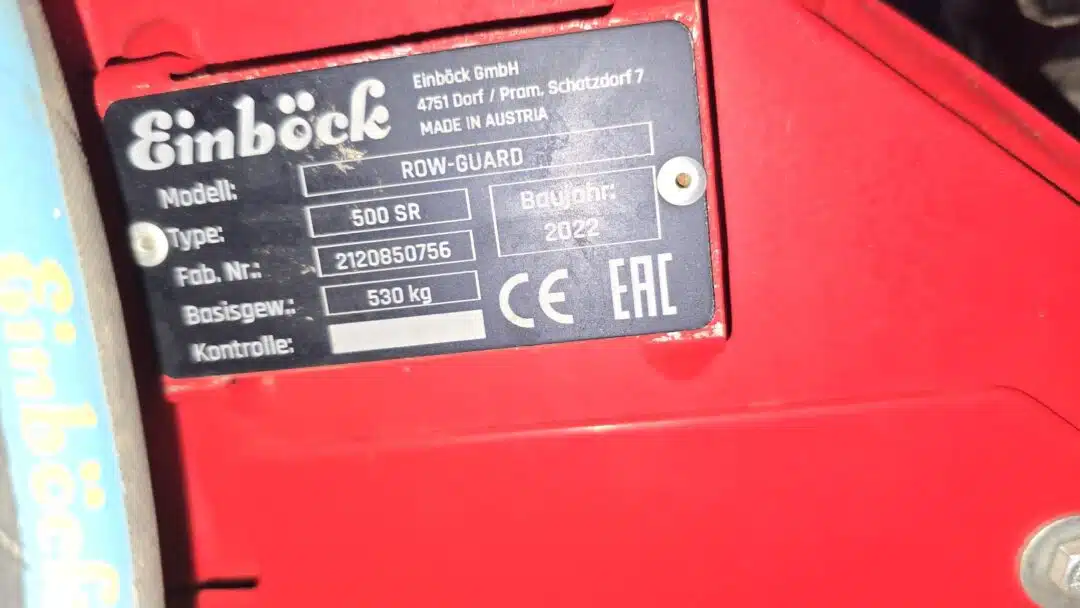 Einböck
Einböck GmbH
4751 Dorf / Pram, Schatzdorf 7
MADE IN AUSTRIA
Modell: ROW-GUARD
Type: 500 SR
Baujahr:
2022
Fab. Nr.: 2120850756
Basisgew.: 530 kg
Kontrolle:
CE EAC
Einböck